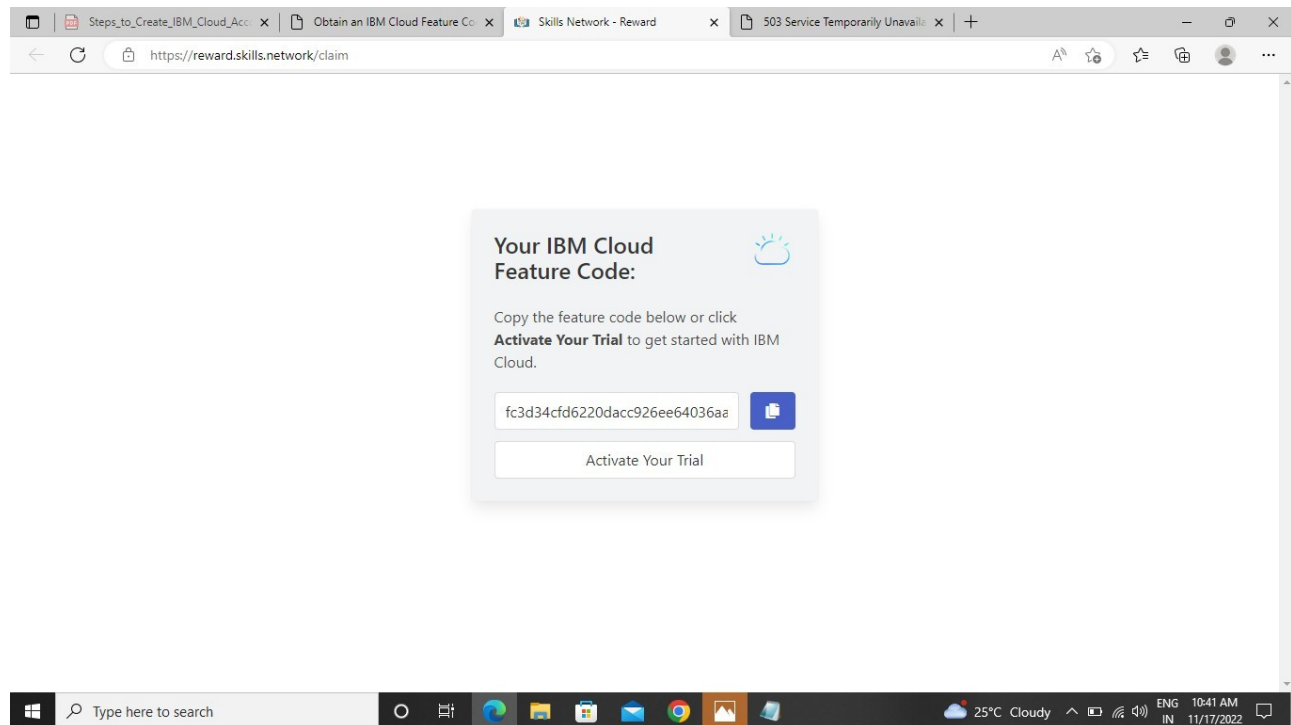 Steps_to_Create_IBM_Cloud_Acc
Obtain an IBM Cloud Feature Co
Skills Network - Reward
503 Service Temporarily Unavaila
https://reward.skills.network/claim
Your IBM Cloud
Feature Code:
Copy the feature code below or click
Activate Your Trial to get started with IBM
Cloud.
fc3d34cfd6220dacc926ee64036aa
Activate Your Trial
Type here to search
25°C Cloudy
ENG
IN
10:41 AM
11/17/2022